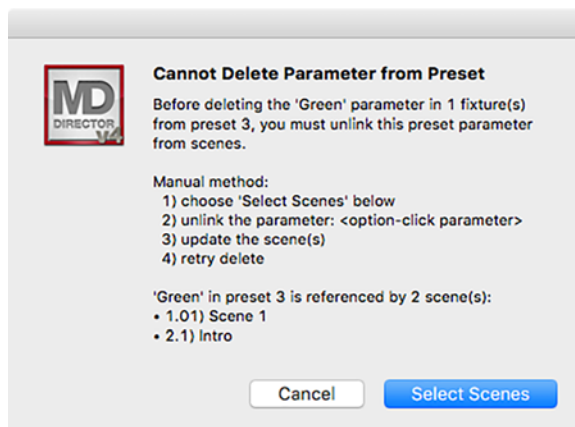 MD
DIRECTOR
v4
Cannot Delete Parameter from Preset
Before deleting the 'Green' parameter in 1 fixture(s)
from preset 3, you must unlink this preset parameter
from scenes.
Manual method:
1) choose 'Select Scenes' below
2) unlink the parameter: <option-click parameter>
3) update the scene(s)
4) retry delete
'Green' in preset 3 is referenced by 2 scene(s):
• 1.01) Scene 1
• 2.1) Intro
Cancel
Select Scenes